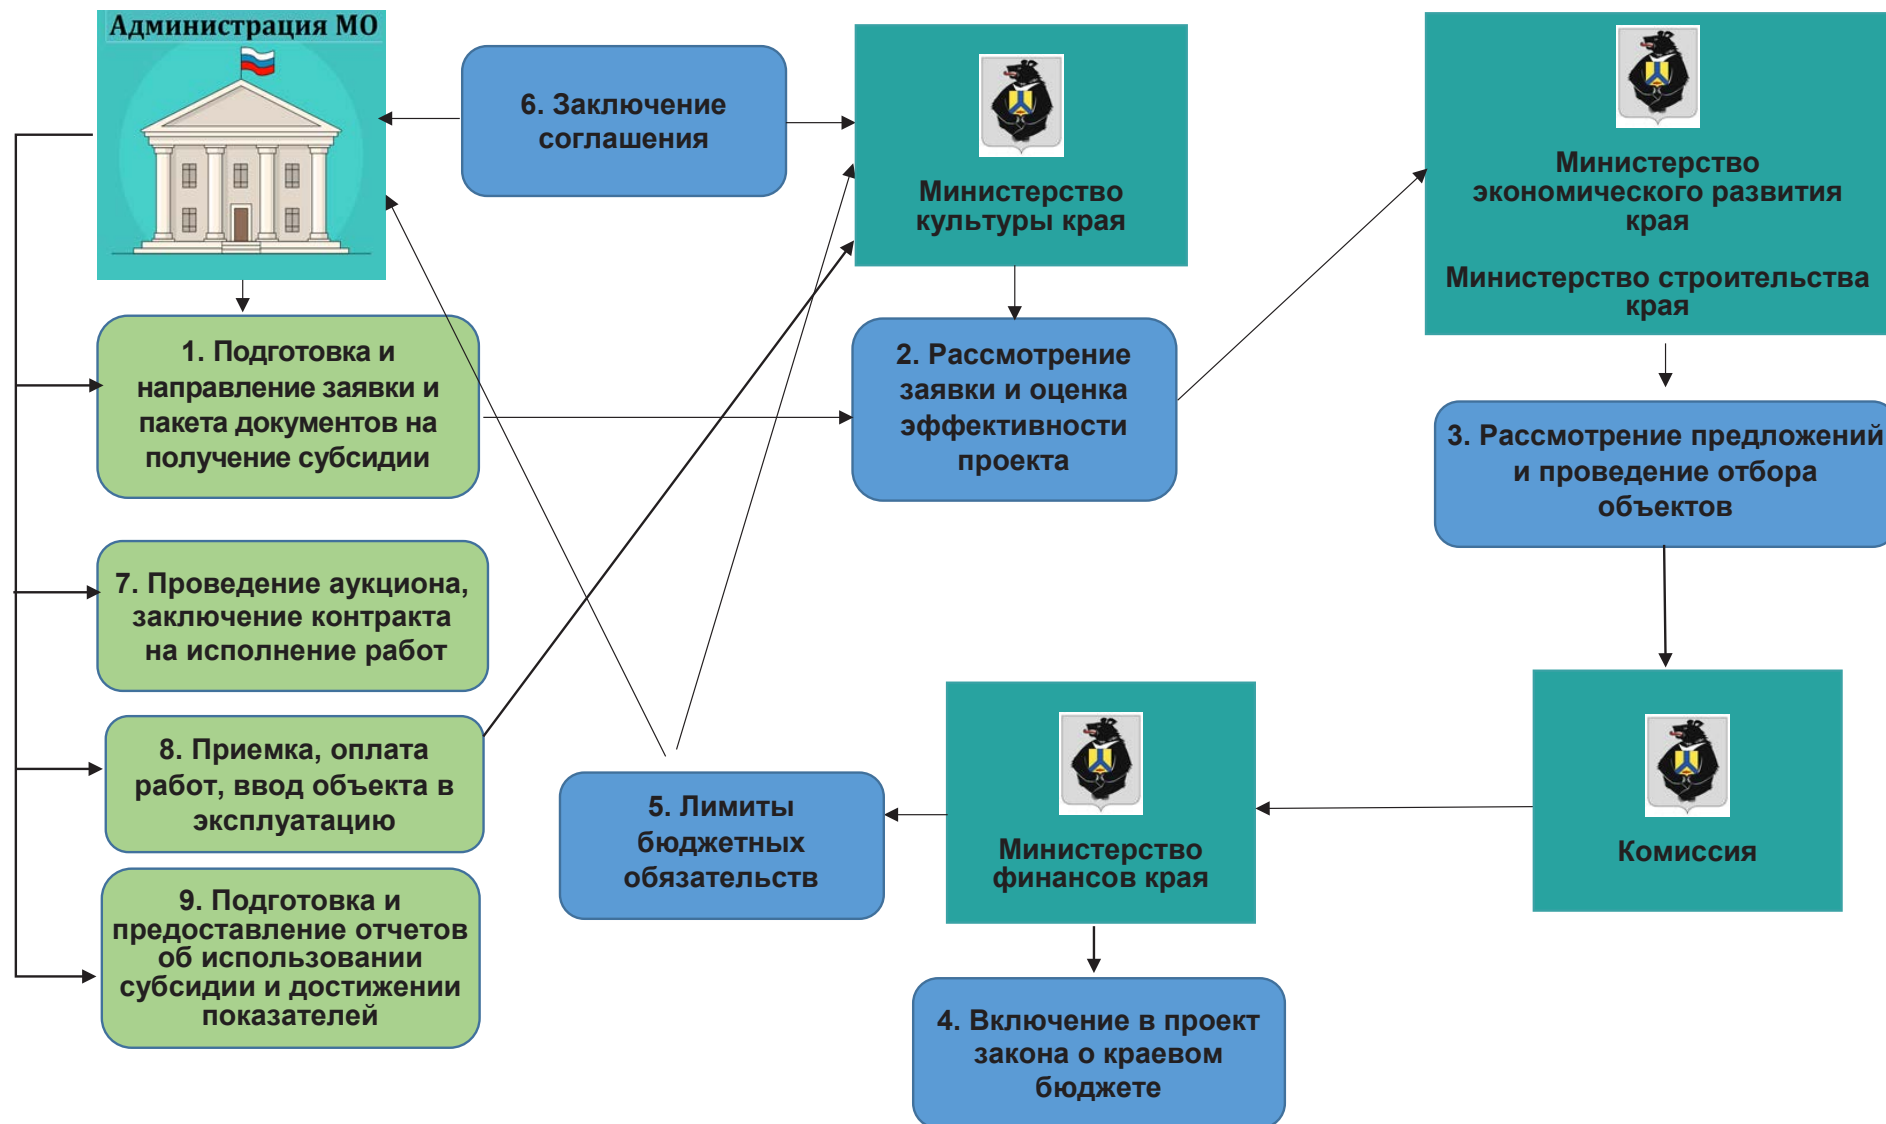 Администрация МО
6. Заключение
соглашения
Министерство
культуры края
Министерство
экономического развития
края
Министерство строительства
края
1. Подготовка и
направление заявки и
пакета документов на
получение субсидии
2. Рассмотрение
заявки и оценка
эффективности
проекта
3. Рассмотрение предложений
и проведение отбора
объектов
7. Проведение аукциона,
заключение контракта
на исполнение работ
8. Приемка, оплата
работ, ввод объекта в
эксплуатацию
5. Лимиты
бюджетных
обязательств
Министерство
финансов края
Комиссия
9. Подготовка и
предоставление отчетов
об использовании
субсидии и достижении
показателей
4. Включение в проект
закона о краевом
бюджете